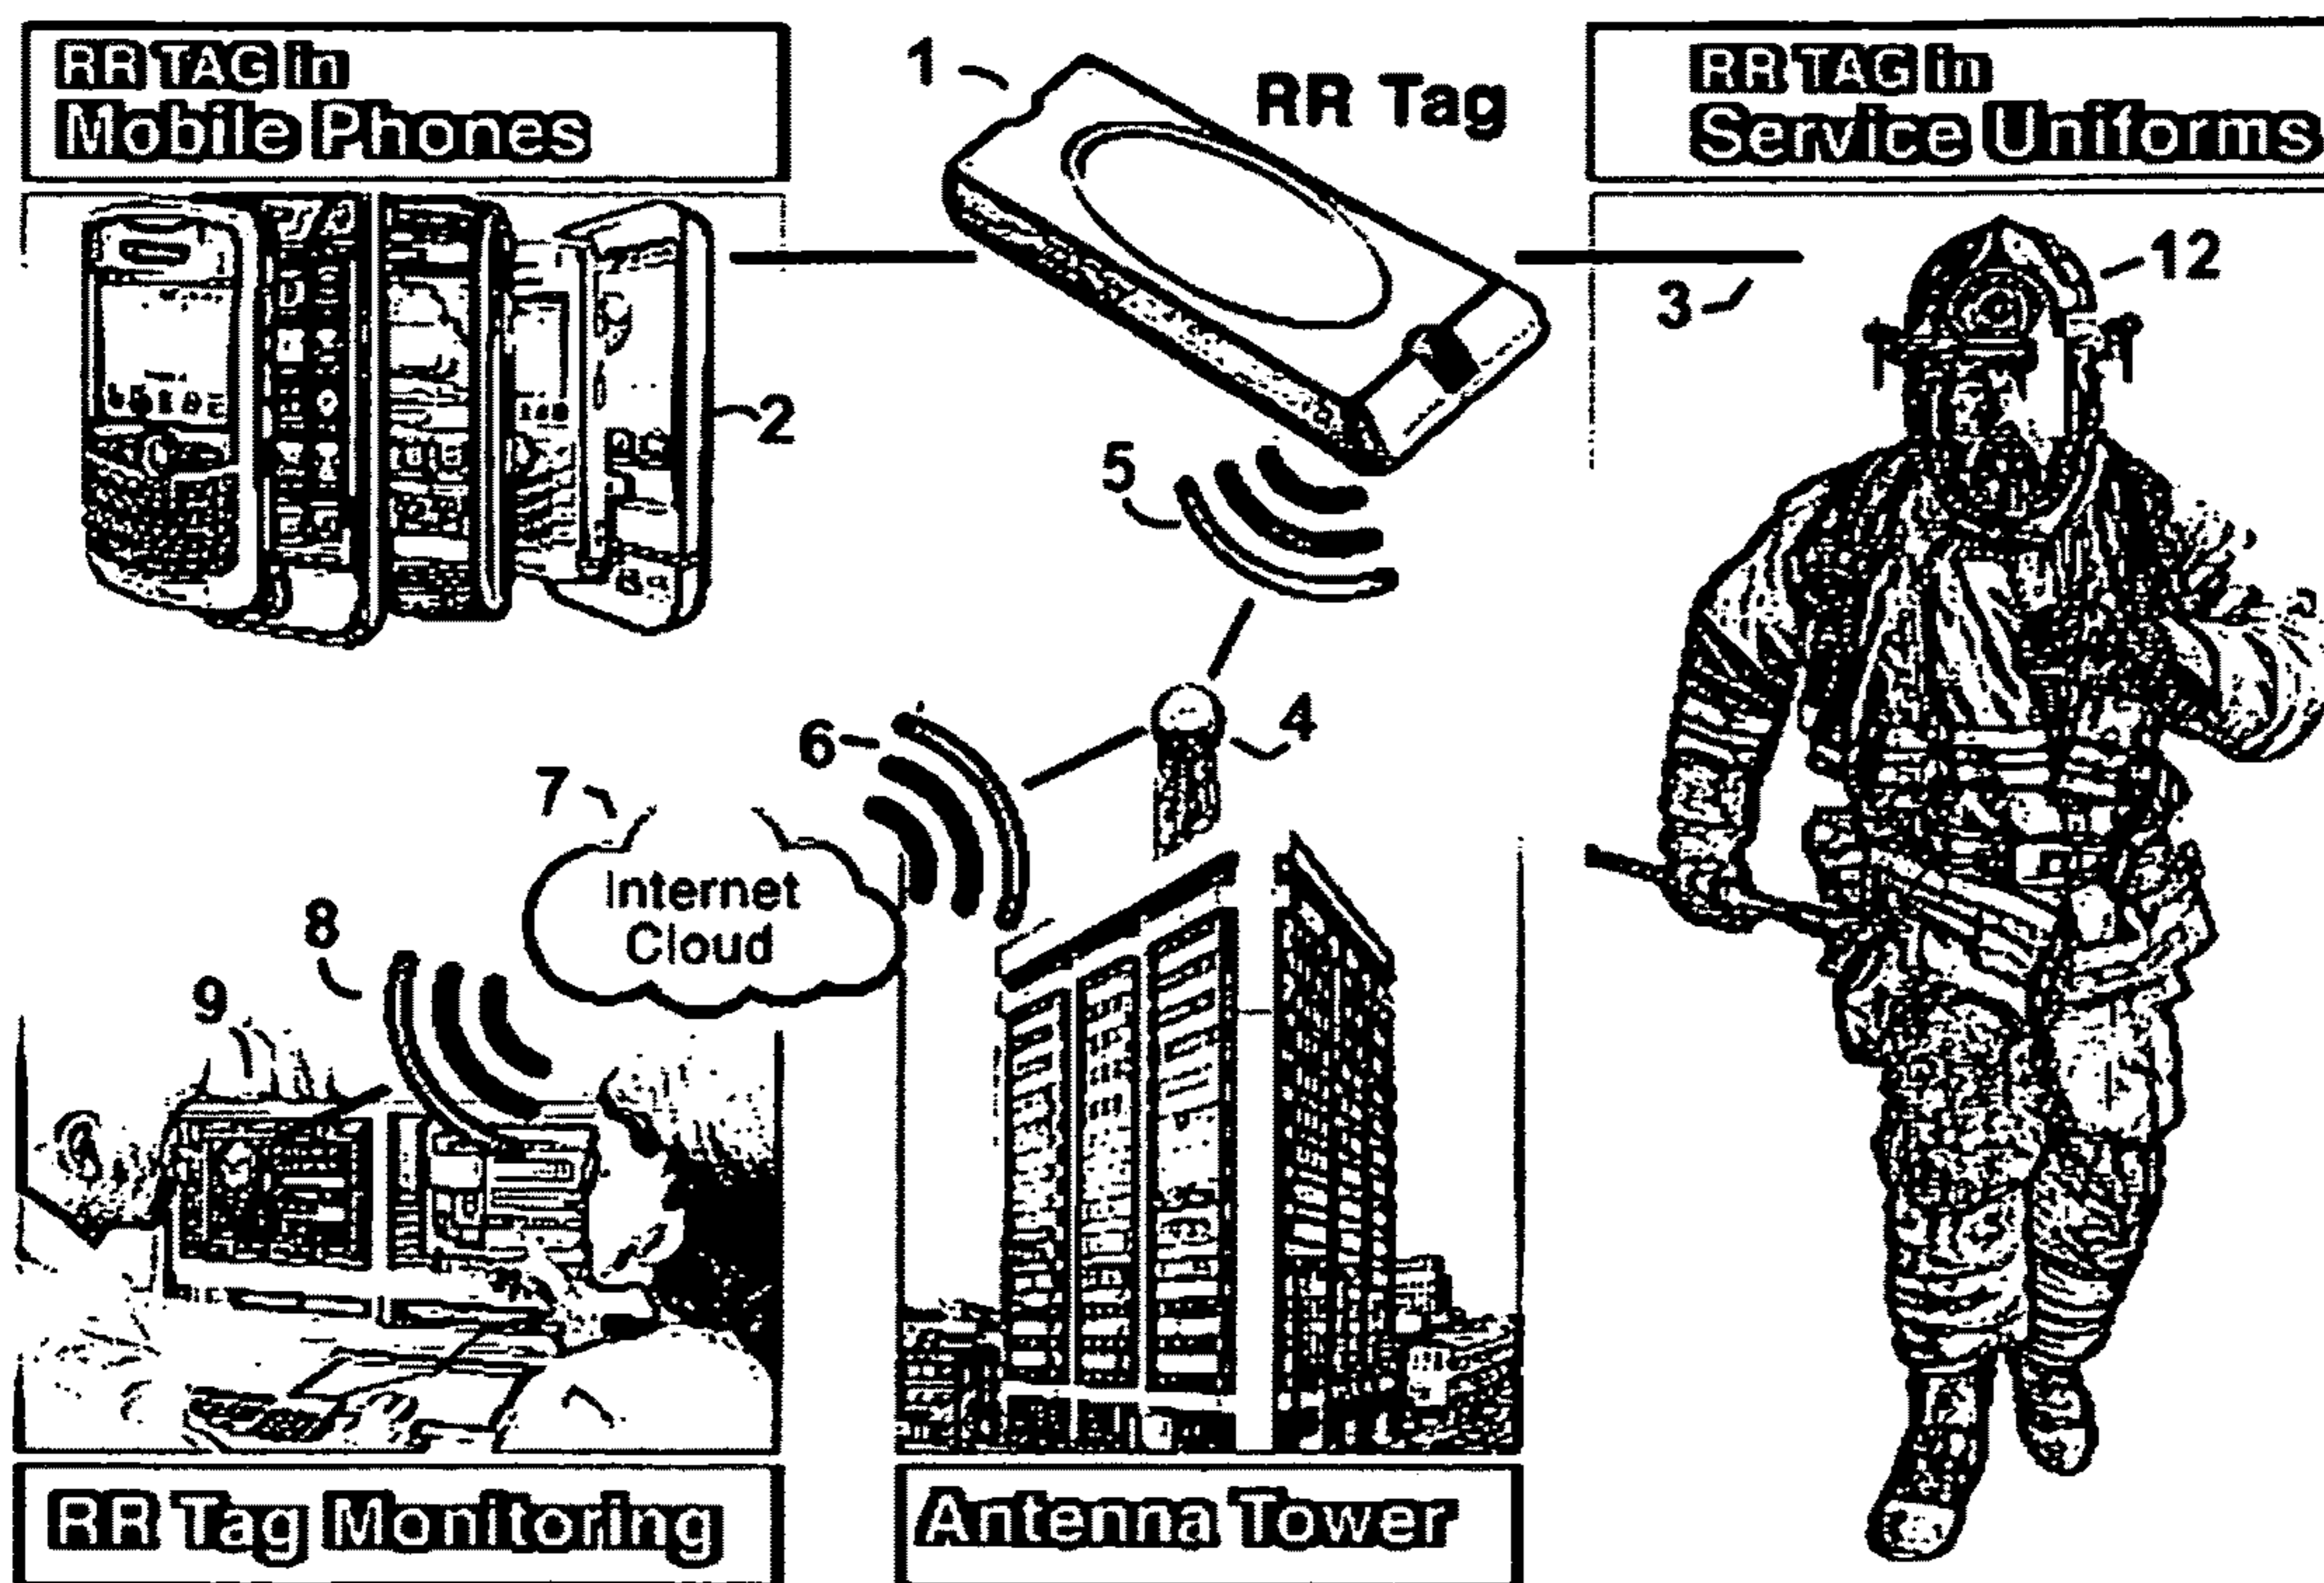 RR TAG in
Mobile Phones
1
RR Tag
RR TAG in
Service Uniforms
12
3
2
5
4
6
7
Internet
Cloud
8
9
RR Tag Monitoring
Antenna Tower